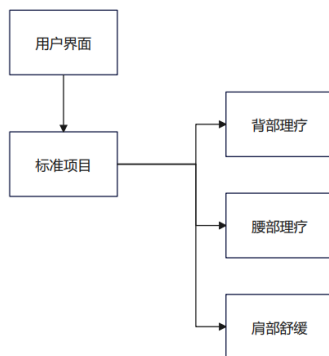 用户界面
标准项目
背部理疗
腰部理疗
肩部舒缓